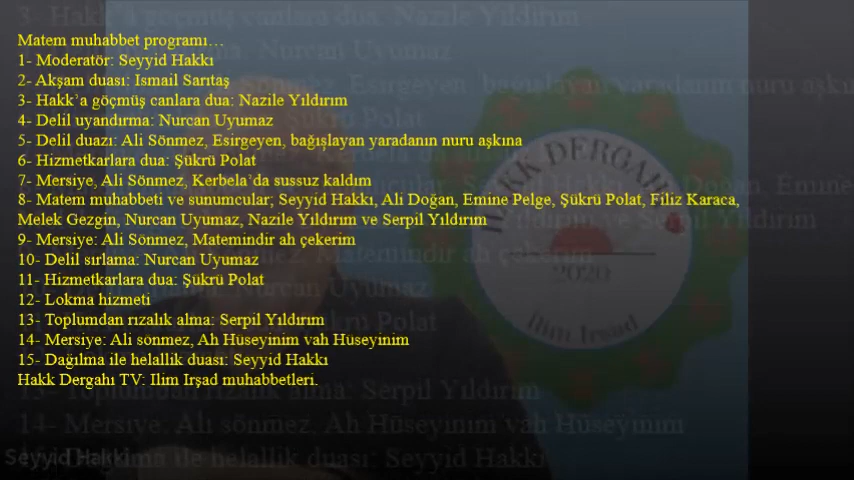 Matem muhabbet programı…
1- Moderatör: Seyyid Hakkı
2- Akşam duası: Ismail Sarıtaş
3- Hakk’a göçmüş canlara dua: Nazile Yıldırım
4- Delil uyandırma: Nurcan Uyumaz
5- Delil duazı: Ali Sönmez, Esirgeyen, bağışlayan yaradanın nuru aşkına
6- Hizmetkarlara dua: Şükrü Polat
7- Mersiye, Ali Sönmez, Kerbela’da sussuz kaldım
8- Matem muhabbeti ve sunumcular; Seyyid Hakkı, Ali Doğan, Emine Pelge, Şükrü Polat, Filiz Karaca,
Melek Gezgin, Nurcan Uyumaz, Nazile Yıldırım ve Serpil Yıldırım
9- Mersiye: Ali Sönmez, Matemindir ah çekerim
10- Delil sırlama: Nurcan Uyumaz
11- Hizmetkarlara dua: Şükrü Polat
12- Lokma hizmeti
13- Toplumdan rızalık alma: Serpil Yıldırım
14- Mersiye: Ali sönmez, Ah Hüseyinim vah Hüseyinim
15- Dağılma ile helallik duası: Seyyid Hakkı
Hakk Dergahı TV: Ilim Irşad muhabbetleri.
HAKK DERGAHI
2020
Ilim Irşad
Seyyid Hakkı